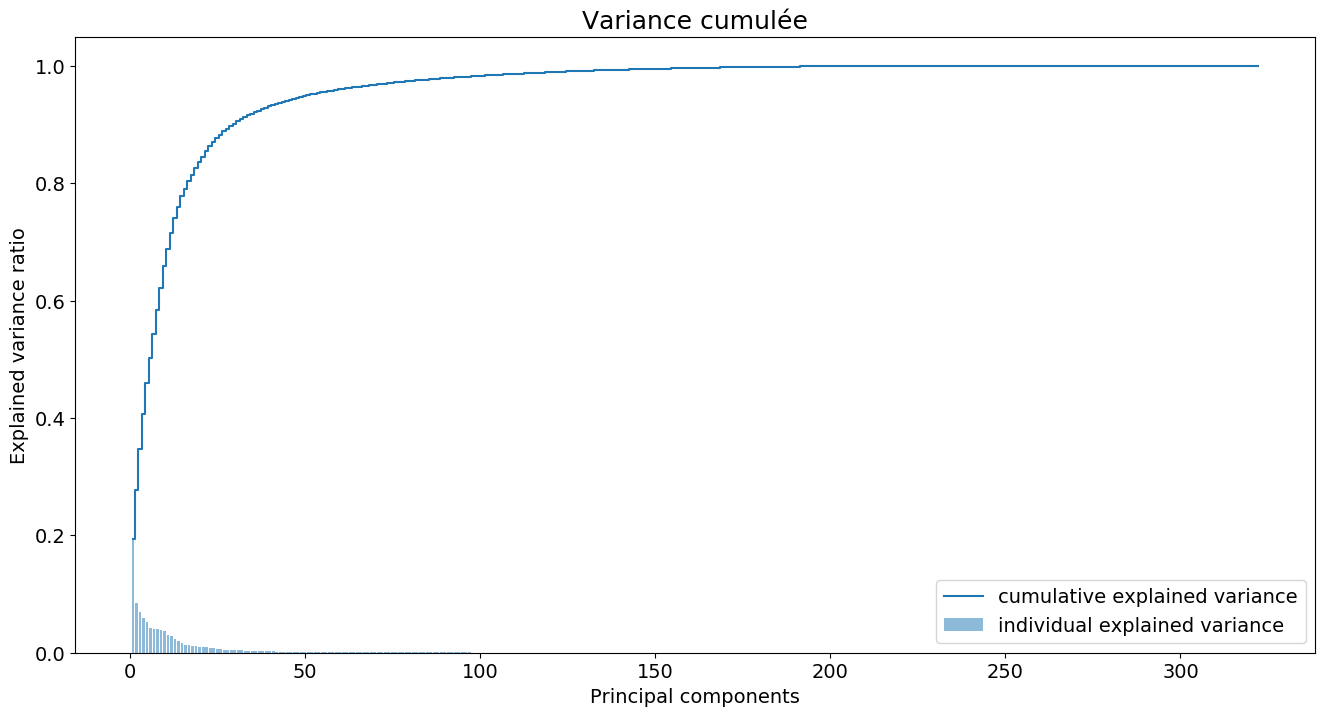 Variance cumulée
Explained variance ratio
1.0
0.8
0.6
0.4
0.2
0.0
cumulative explained variance
individual explained variance
0 50 100 150 200 250 300
Principal components